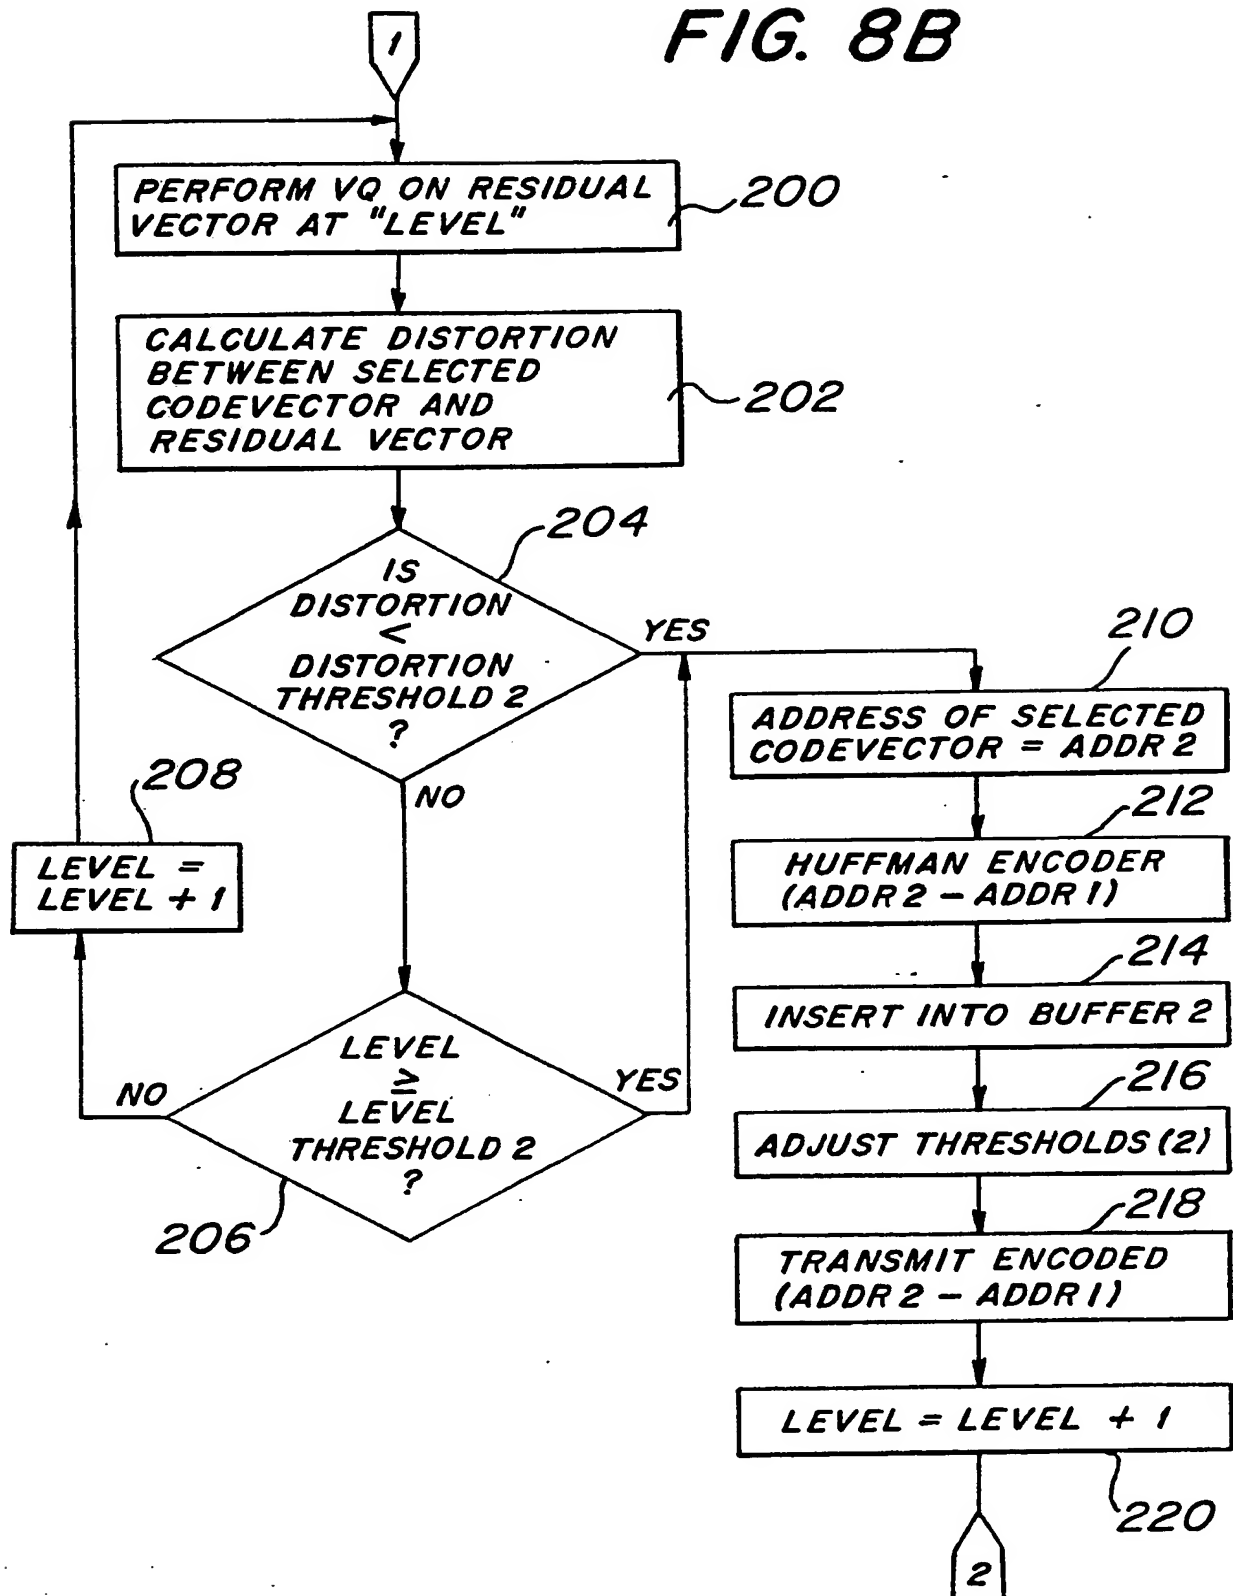 FIG. 8B
1
PERFORM VQ ON RESIDUAL
VECTOR AT "LEVEL"
200
CALCULATE DISTORTION
BETWEEN SELECTED
CODEVECTOR AND
RESIDUAL VECTOR
202
204
IS
DISTORTION
<
DISTORTION
THRESHOLD 2
?
YES
NO
208
LEVEL =
LEVEL + 1
LEVEL
≥
LEVEL
THRESHOLD 2
?
NO
YES
206
210
ADDRESS OF SELECTED
CODEVECTOR = ADDR 2
212
HUFFMAN ENCODER
(ADDR 2 – ADDR 1)
214
INSERT INTO BUFFER 2
216
ADJUST THRESHOLDS (2)
218
TRANSMIT ENCODED
(ADDR 2 – ADDR 1)
LEVEL = LEVEL + 1
220
2